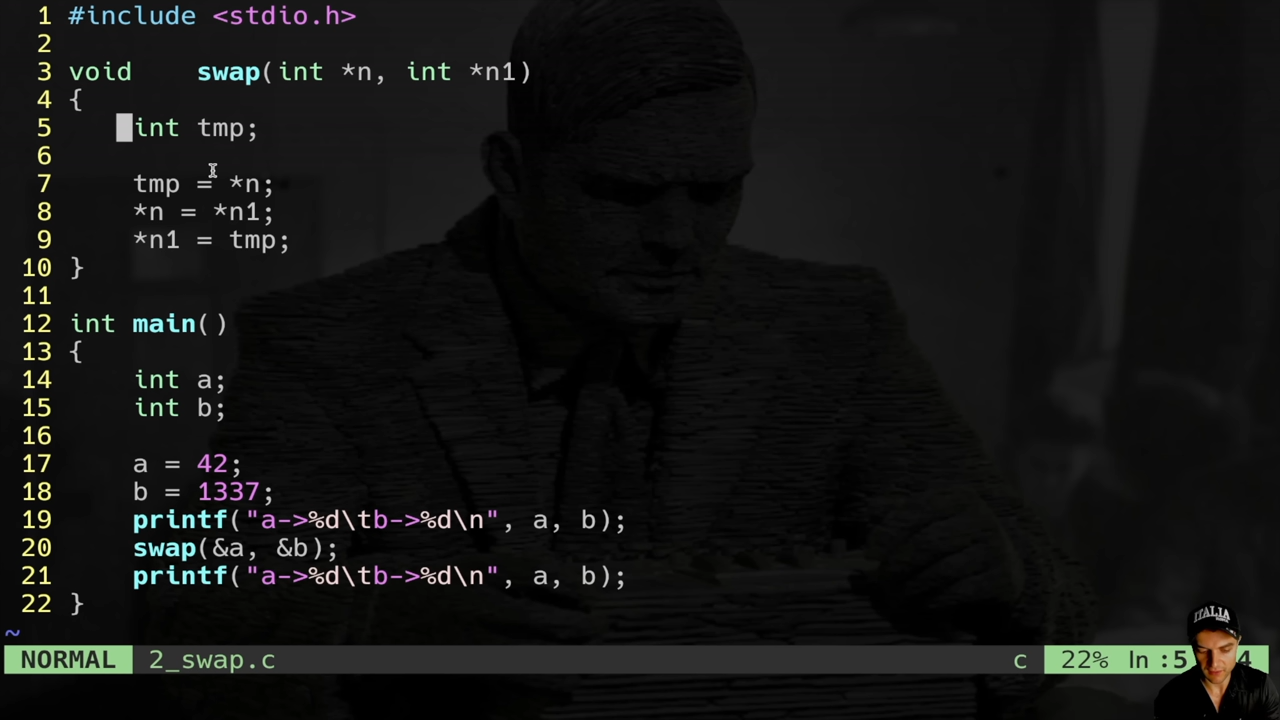 1 #include <stdio.h>
2
3 void    swap(int *n, int *n1)
4 {
5     int tmp;
6
7     tmp = *n;
8     *n = *n1;
9     *n1 = tmp;
10 }
11
12 int main()
13 {
14     int a;
15     int b;
16
17     a = 42;
18     b = 1337;
19     printf("a->%d\tb->%d\n", a, b);
20     swap(&a, &b);
21     printf("a->%d\tb->%d\n", a, b);
22 }
~
NORMAL 2_swap.c c 22% ln :5 4
ITALIA